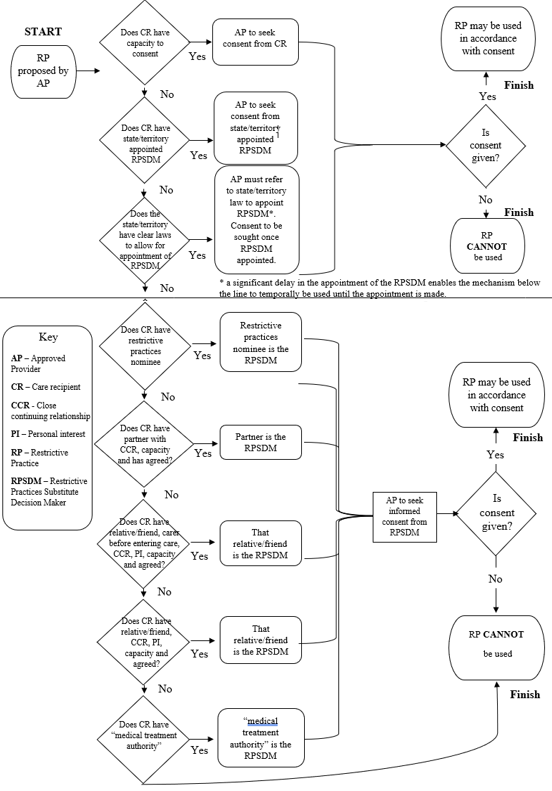 START
RP
proposed by
AP
Does CR have
capacity to
consent
Yes
AP to seek
consent from CR
RP may be used
in accordance
with consent
Finish
Yes
No
Does CR have
state/territory
appointed
RPSDM
Yes
AP to seek
consent from
state/territory
appointed
RPSDM
Is
consent
given?
No
Finish
RP
CANNOT
be used
No
Does the
state/territory
have clear laws
to allow for
appointment of
RPSDM
Yes
AP must refer
to state/territory
law to appoint
RPSDM*.
Consent to be
sought once
RPSDM
appointed.
No
* a significant delay in the appointment of the RPSDM enables the mechanism below
the line to temporally be used until the appointment is made.
Key
AP – Approved
Provider
CR – Care recipient
CCR - Close
continuing relationship
PI – Personal interest
RP – Restrictive
Practice
RPSDM – Restrictive
Practices Substitute
Decision Maker
Does CR have
restrictive
practices
nominee
Yes
Restrictive
practices
nominee is the
RPSDM
No
Does CR have
partner with
CCR, capacity
and has agreed?
Yes
Partner is the
RPSDM
No
Does CR have
relative/friend, carer
before entering care,
CCR, PI, capacity
and agreed?
Yes
That
relative/friend
is the RPSDM
No
Does CR have
relative/friend,
CCR, PI,
capacity and
agreed?
Yes
That
relative/friend
is the RPSDM
No
Does CR have
“medical treatment
authority”
Yes
“medical
treatment
authority” is the
RPSDM
AP to seek
informed
consent from
RPSDM
RP may be used
in accordance
with consent
Finish
Yes
Is
consent
given?
No
RP CANNOT
be used
Finish